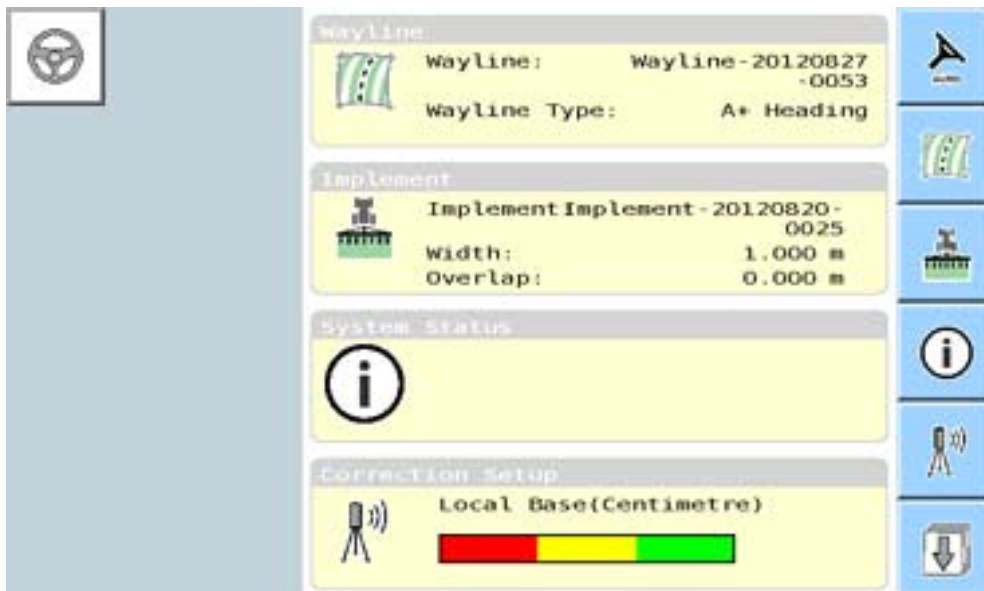 Wayline
Wayline: Wayline-20120827
-0053
Wayline Type: A+ Heading
Implement
Implement Implement-20120820-
0025
Width: 1.000 m
Overlap: 0.000 m
System Status
Correction Setup
Local Base(Centimetre)